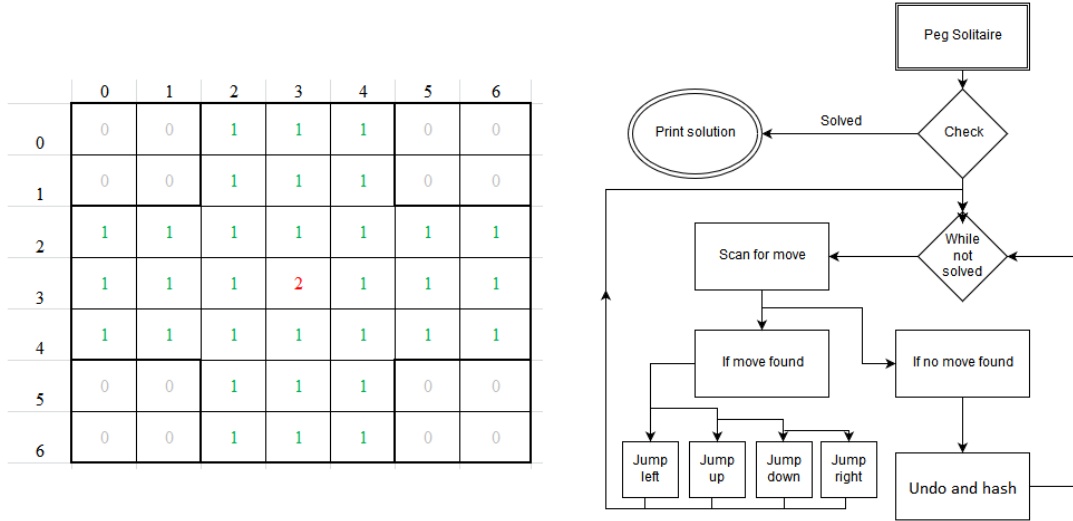 0 1 2 3 4 5 6
0 0 0 1 1 1 0 0
1 0 0 1 1 1 0 0
2 1 1 1 1 1 1 1
3 1 1 1 2 1 1 1
4 1 1 1 1 1 1 1
5 0 0 1 1 1 0 0
6 0 0 1 1 1 0 0
Peg Solitaire
Check
Solved
Print solution
While
not
solved
Scan for move
If move found
If no move found
Jump
left
Jump
up
Jump
down
Jump
right
Undo and hash